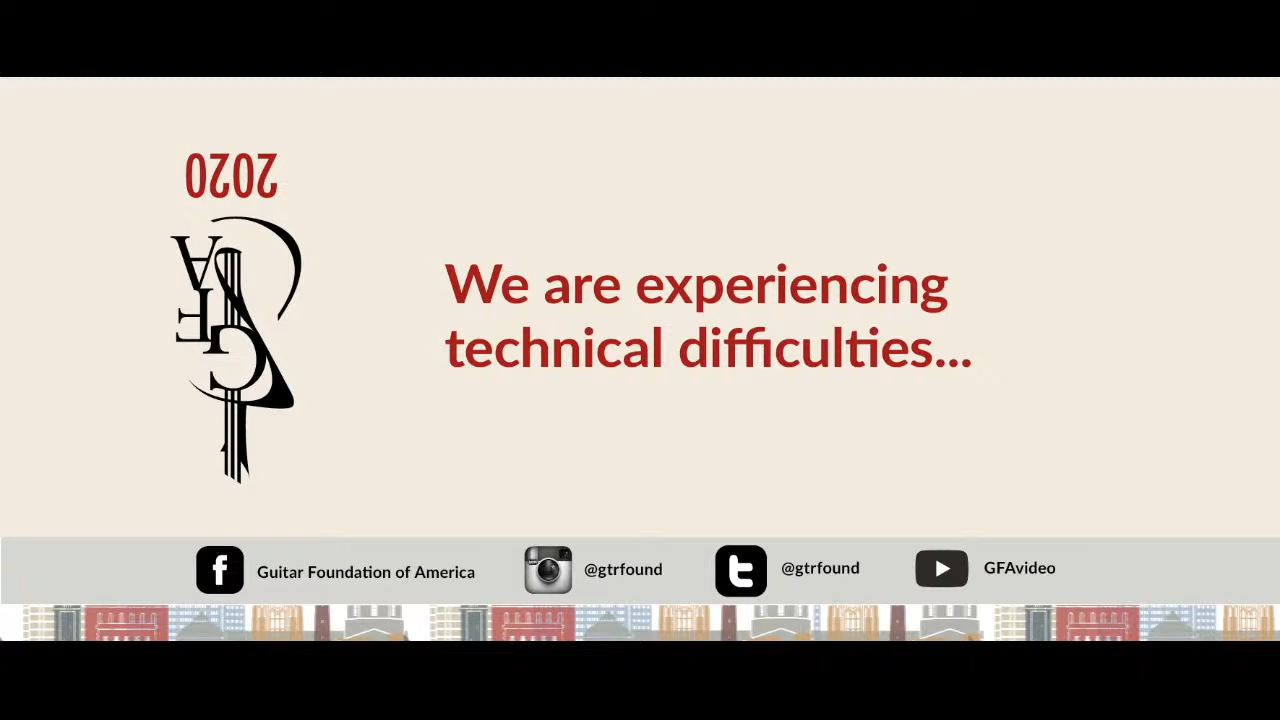 2020
GFA
We are experiencing
technical difficulties...
Guitar Foundation of America
@gtrfound
@gtrfound
GFAvideo